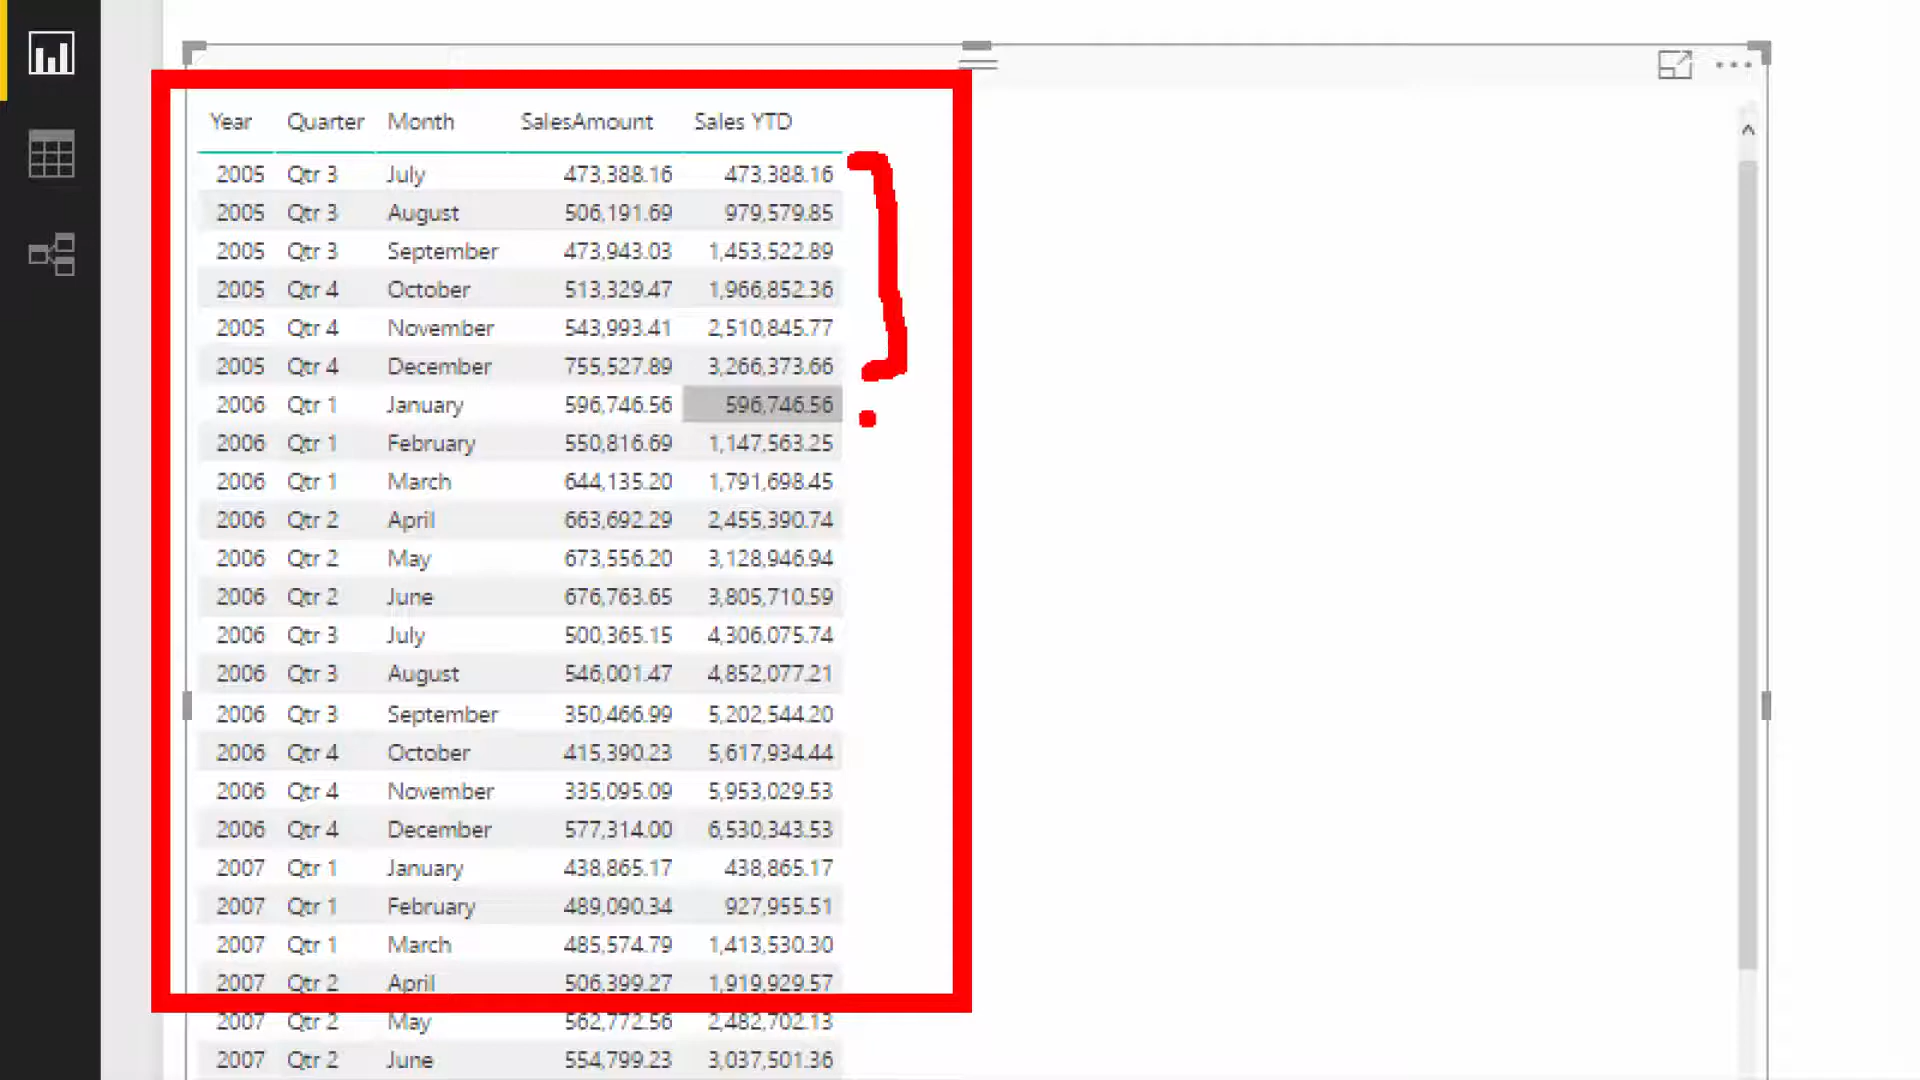 Year Quarter Month SalesAmount Sales YTD
2005 Qtr 3 July 473,388.16 473,388.16
2005 Qtr 3 August 506,191.69 979,579.85
2005 Qtr 3 September 473,943.03 1,453,522.89
2005 Qtr 4 October 513,329.47 1,966,852.36
2005 Qtr 4 November 543,993.41 2,510,845.77
2005 Qtr 4 December 755,527.89 3,266,373.66
2006 Qtr 1 January 596,746.56 596,746.56
2006 Qtr 1 February 550,816.69 1,147,563.25
2006 Qtr 1 March 644,135.20 1,791,698.45
2006 Qtr 2 April 663,692.29 2,455,390.74
2006 Qtr 2 May 673,556.20 3,128,946.94
2006 Qtr 2 June 676,763.65 3,805,710.59
2006 Qtr 3 July 500,365.15 4,306,075.74
2006 Qtr 3 August 546,001.47 4,852,077.21
2006 Qtr 3 September 350,466.99 5,202,544.20
2006 Qtr 4 October 415,390.23 5,617,934.44
2006 Qtr 4 November 335,095.09 5,953,029.53
2006 Qtr 4 December 577,314.00 6,530,343.53
2007 Qtr 1 January 438,865.17 438,865.17
2007 Qtr 1 February 489,090.34 927,955.51
2007 Qtr 1 March 485,574.79 1,413,530.30
2007 Qtr 2 April 506,399.27 1,919,929.57
2007 Qtr 2 May 562,772.56 2,482,702.13
2007 Qtr 2 June 554,799.23 3,037,501.36